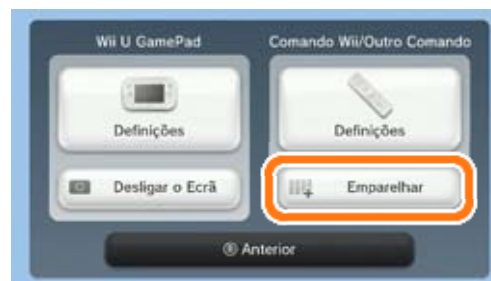 Wii U GamePad
Comando Wii/Outro Comando
Definições
Definições
Desligar o Ecrã
Emparelhar
Ⓑ Anterior